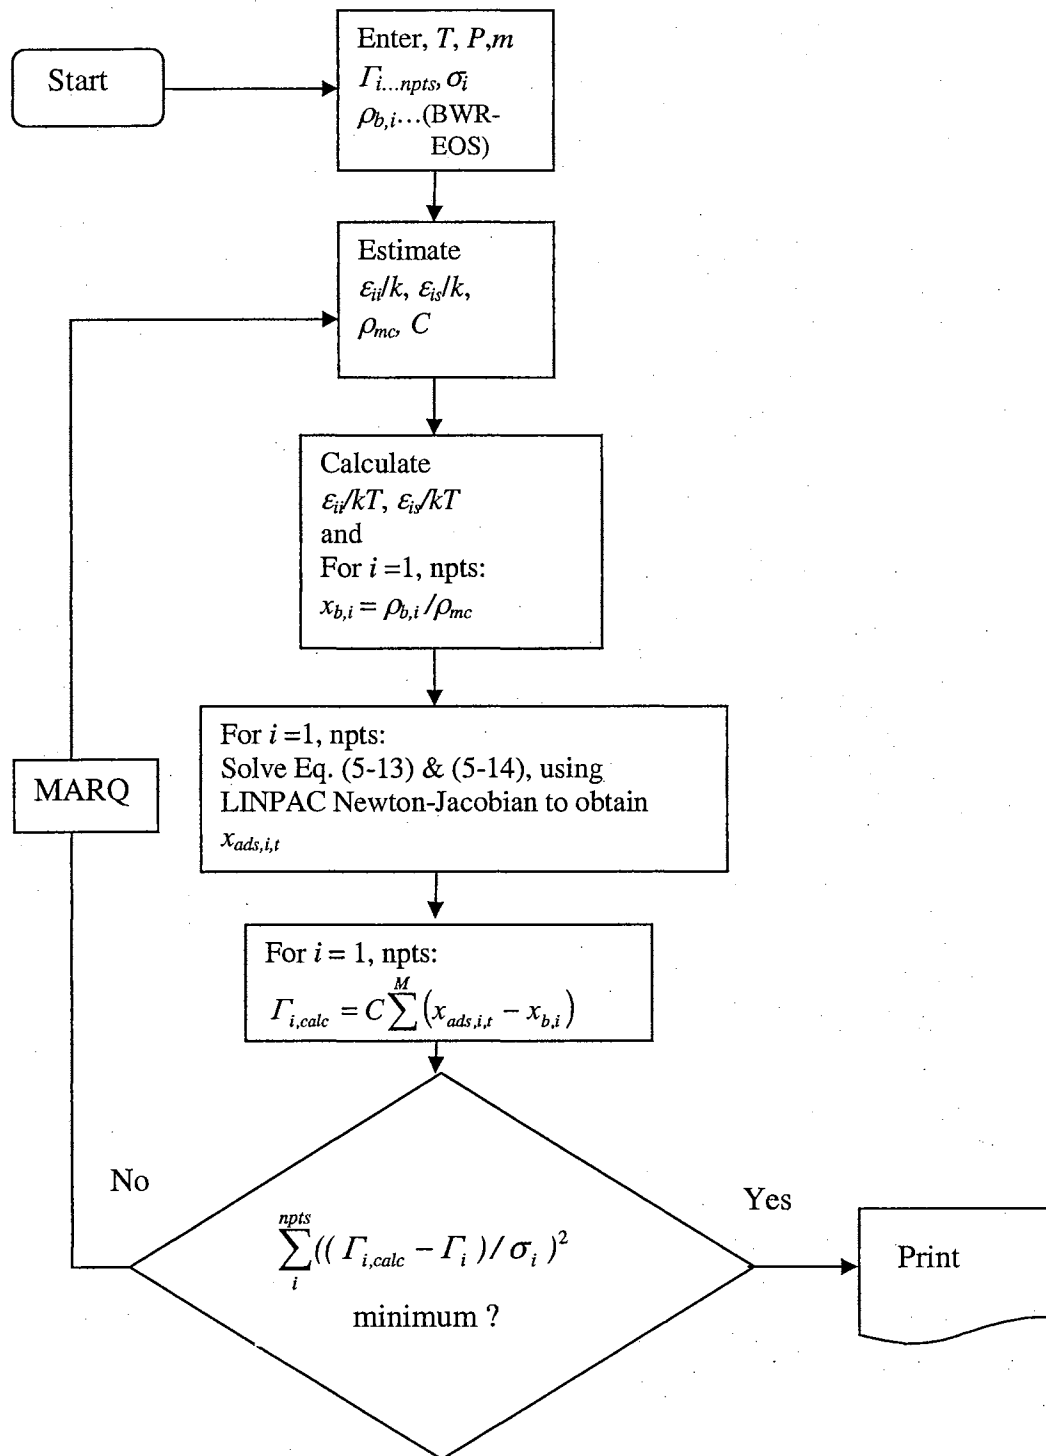 Start
Enter, T, P,m
Γi...npts, σi
ρb,i...(BWR-
EOS)
Estimate
εii/k, εis/k,
ρmc, C
Calculate
εii/kT, εis/kT
and
For i =1, npts:
xb,i = ρb,i /ρmc
For i =1, npts:
Solve Eq. (5-13) & (5-14), using
LINPAC Newton-Jacobian to obtain
xads,i,t
MARQ
For i = 1, npts:
Γi,calc = C∑M(xads,i,t − xb,i)
No
Yes
∑i npts (( Γi,calc − Γi ) / σi )2
minimum ?
Print